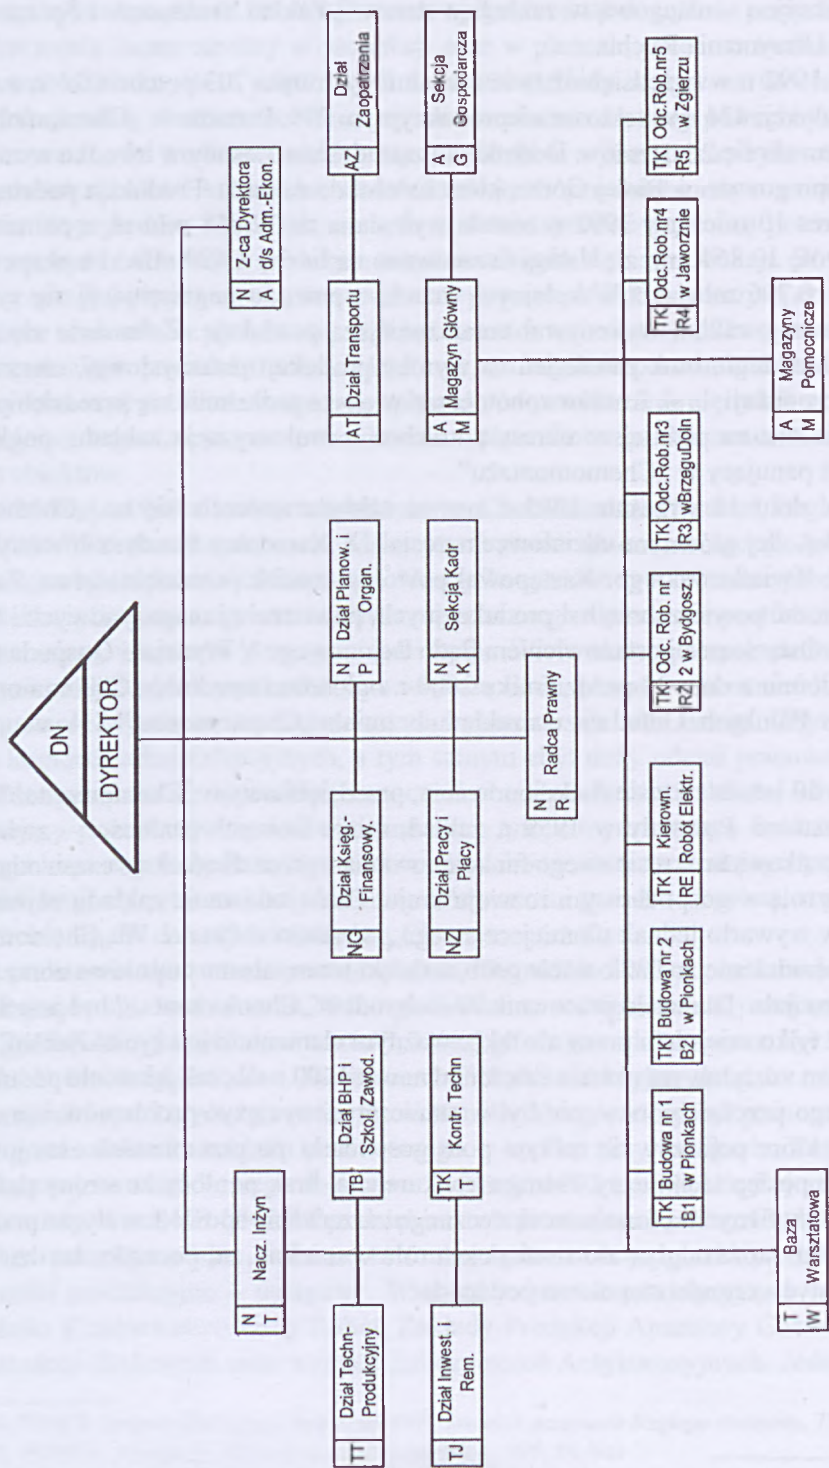 DN
DYREKTOR
N
T
Nacz. Inżyn
N
A
Z-ca Dyrektora
d/s Adm.-Ekon.
TT
Dział Techn-
Produkcyjny
TB
Dział BHP i
Szkol. Zawod.
NG
Dział Księg.-
Finansowy.
NN
Dział Planow. i
Organ.
AT
Dział Transportu
AZ
Dział
Zaopatrzenia
TJ
Dział Inwest i
Rem.
TK
Kontr. Techn
NZ
Dział Pracy i
Płacy
N
K
Sekcja Kadr
A
M
Magazyn Główny
A
G
Sekcja
Gospodarcza
N
R
Radca Prawny
TK
B1
Budowa nr 1
w Pionkach
TK
B2
Budowa nr 2
w Pionkach
TK
RE
Kierown.
Robót Elektr.
TK
R2
Odc. Rob. nr
w Bydgosz
TK
R3
Odc.Rob.nr3
wBrzeguDoln
TK
R4
Odc.Rob.nr4
w Jaworznie
TK
R5
Odc.Rob.nr5
w Zgierzu
T
W
Baza
Warsztatowa
A
M
Magazyny
Pomocnicze